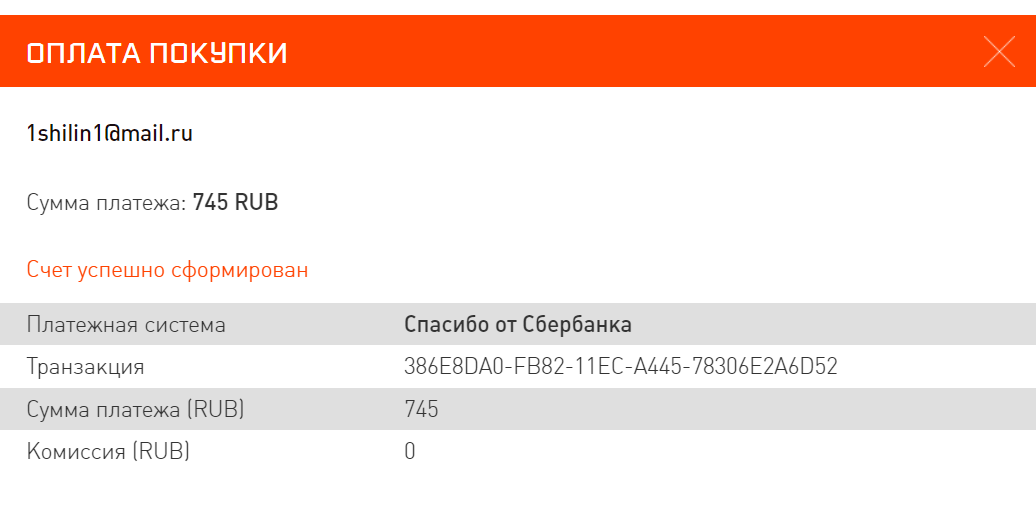 ОПЛАТА ПОКУПКИ
1shilin1@mail.ru
Сумма платежа: 745 RUB
Счет успешно сформирован
Платежная система Спасибо от Сбербанка
Транзакция 386E8DA0-FB82-11EC-A445-78306E2A6D52
Сумма платежа (RUB) 745
Комиссия (RUB) 0